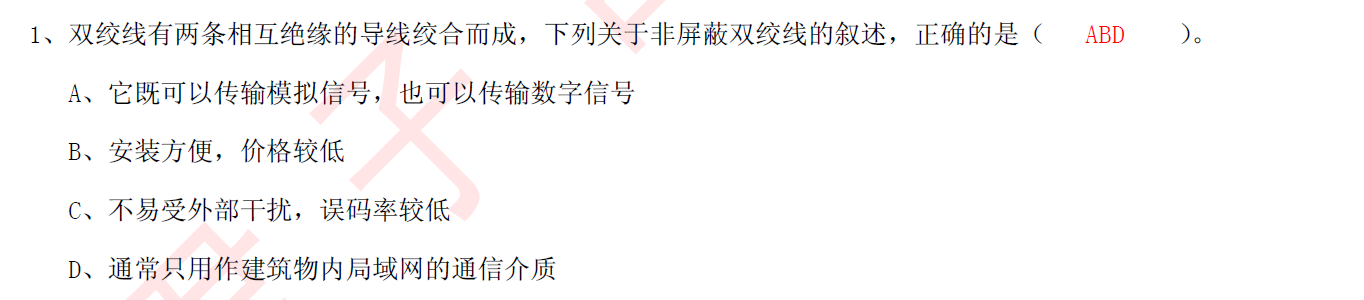 1、双绞线有两条相互绝缘的导线绞合而成，下列关于非屏蔽双绞线的叙述，正确的是（ ABD ）。
A、它既可以传输模拟信号，也可以传输数字信号
B、安装方便，价格较低
C、不易受外部干扰，误码率较低
D、通常只用作建筑物内局域网的通信介质